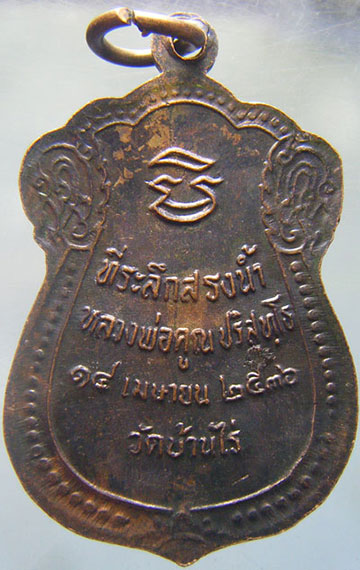 ที่ระลึกสรงน้ำ
หลวงพ่อคูณ ปริสุทฺโธ
๑๔ เมษายน ๒๕๓๖
วัดบ้านไร่